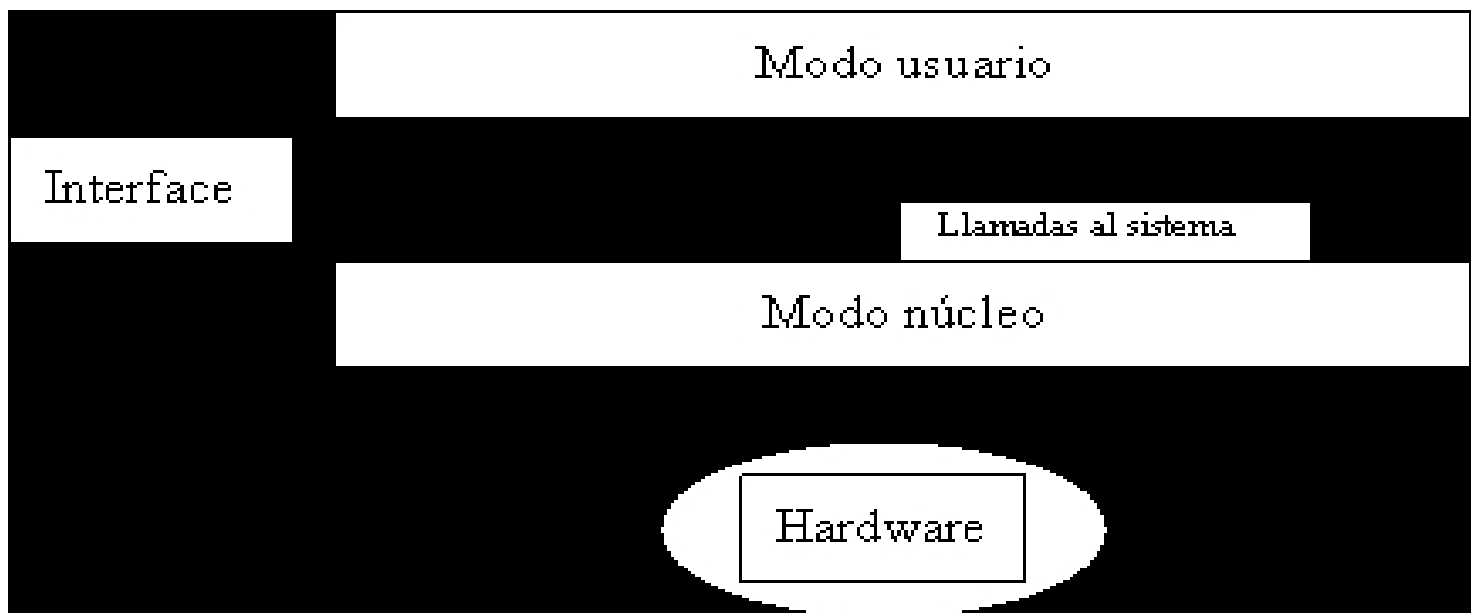 Modo usuario
Interface
Llamadas al sistema
Modo núcleo
Hardware